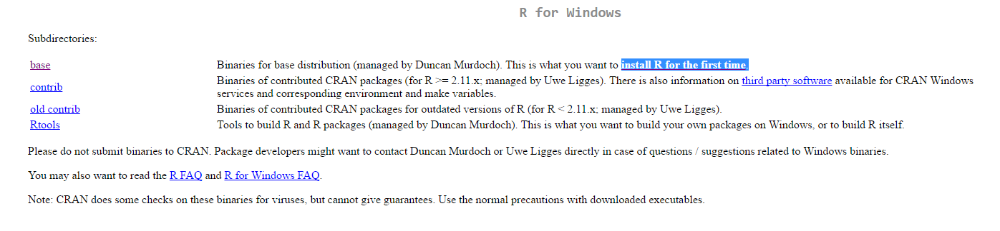 R for Windows
Subdirectories:
base Binaries for base distribution (managed by Duncan Murdoch). This is what you want to install R for the first time.
contrib Binaries of contributed CRAN packages (for R >= 2.11.x; managed by Uwe Ligges). There is also information on third party software available for CRAN Windows
services and corresponding environment and make variables.
old contrib Binaries of contributed CRAN packages for outdated versions of R (for R < 2.11.x; managed by Uwe Ligges).
Rtools Tools to build R and R packages (managed by Duncan Murdoch). This is what you want to build your own packages on Windows, or to build R itself.
Please do not submit binaries to CRAN. Package developers might want to contact Duncan Murdoch or Uwe Ligges directly in case of questions / suggestions related to Windows binaries.
You may also want to read the R FAQ and R for Windows FAQ.
Note: CRAN does some checks on these binaries for viruses, but cannot give guarantees. Use the normal precautions with downloaded executables.